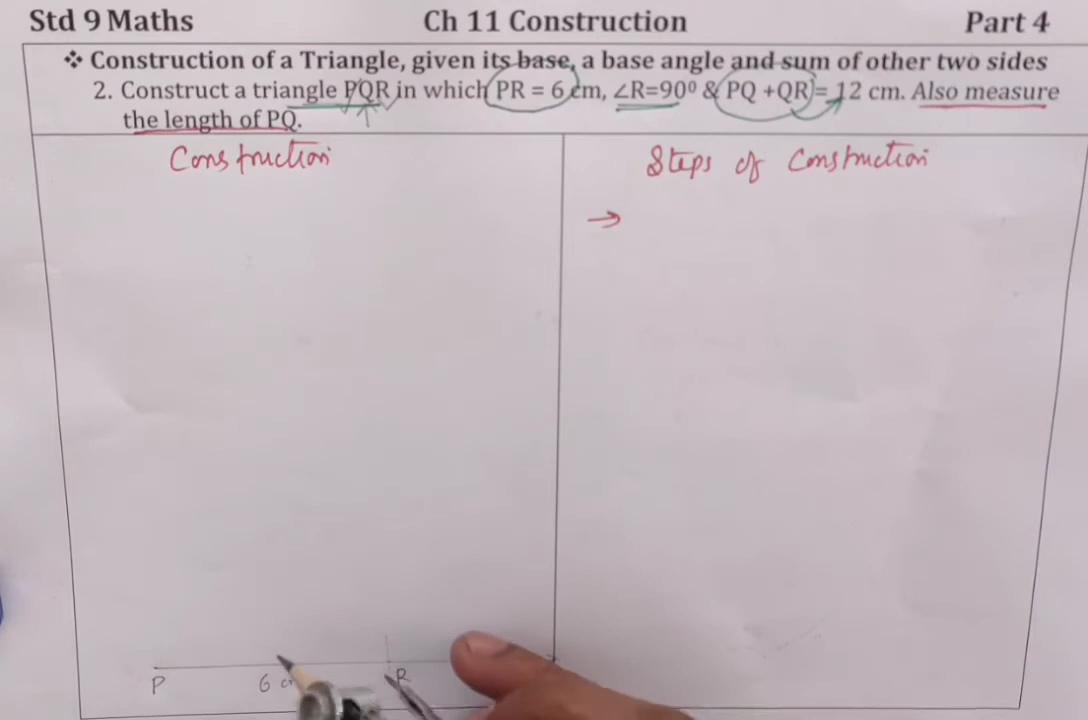 Std 9 Maths Ch 11 Construction Part 4
❖ Construction of a Triangle, given its base, a base angle and sum of other two sides
2. Construct a triangle PQR in which PR = 6 cm, ∠R=90⁰ & PQ +QR = 12 cm. Also measure
the length of PQ.
Construction
Steps of Construction
→
P 6 R